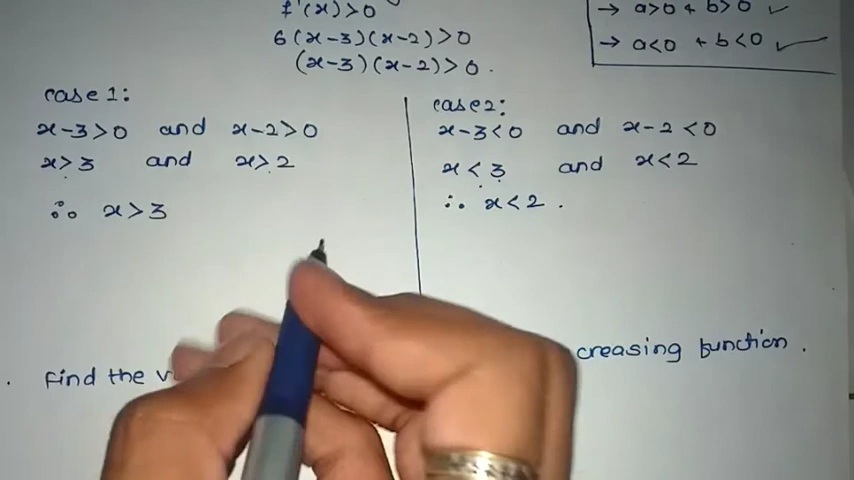 f'(x)>0
6(x-3)(x-2)>0
(x-3)(x-2)>0.
→ a>0 + b>0 ✓
→ a<0 + b<0 ✓
case 1:
x-3>0 and x-2>0
x>3 and x>2
∴ x>3
case 2:
x-3<0 and x-2<0
x<3 and x<2
∴ x<2.
. Find the
creasing function.